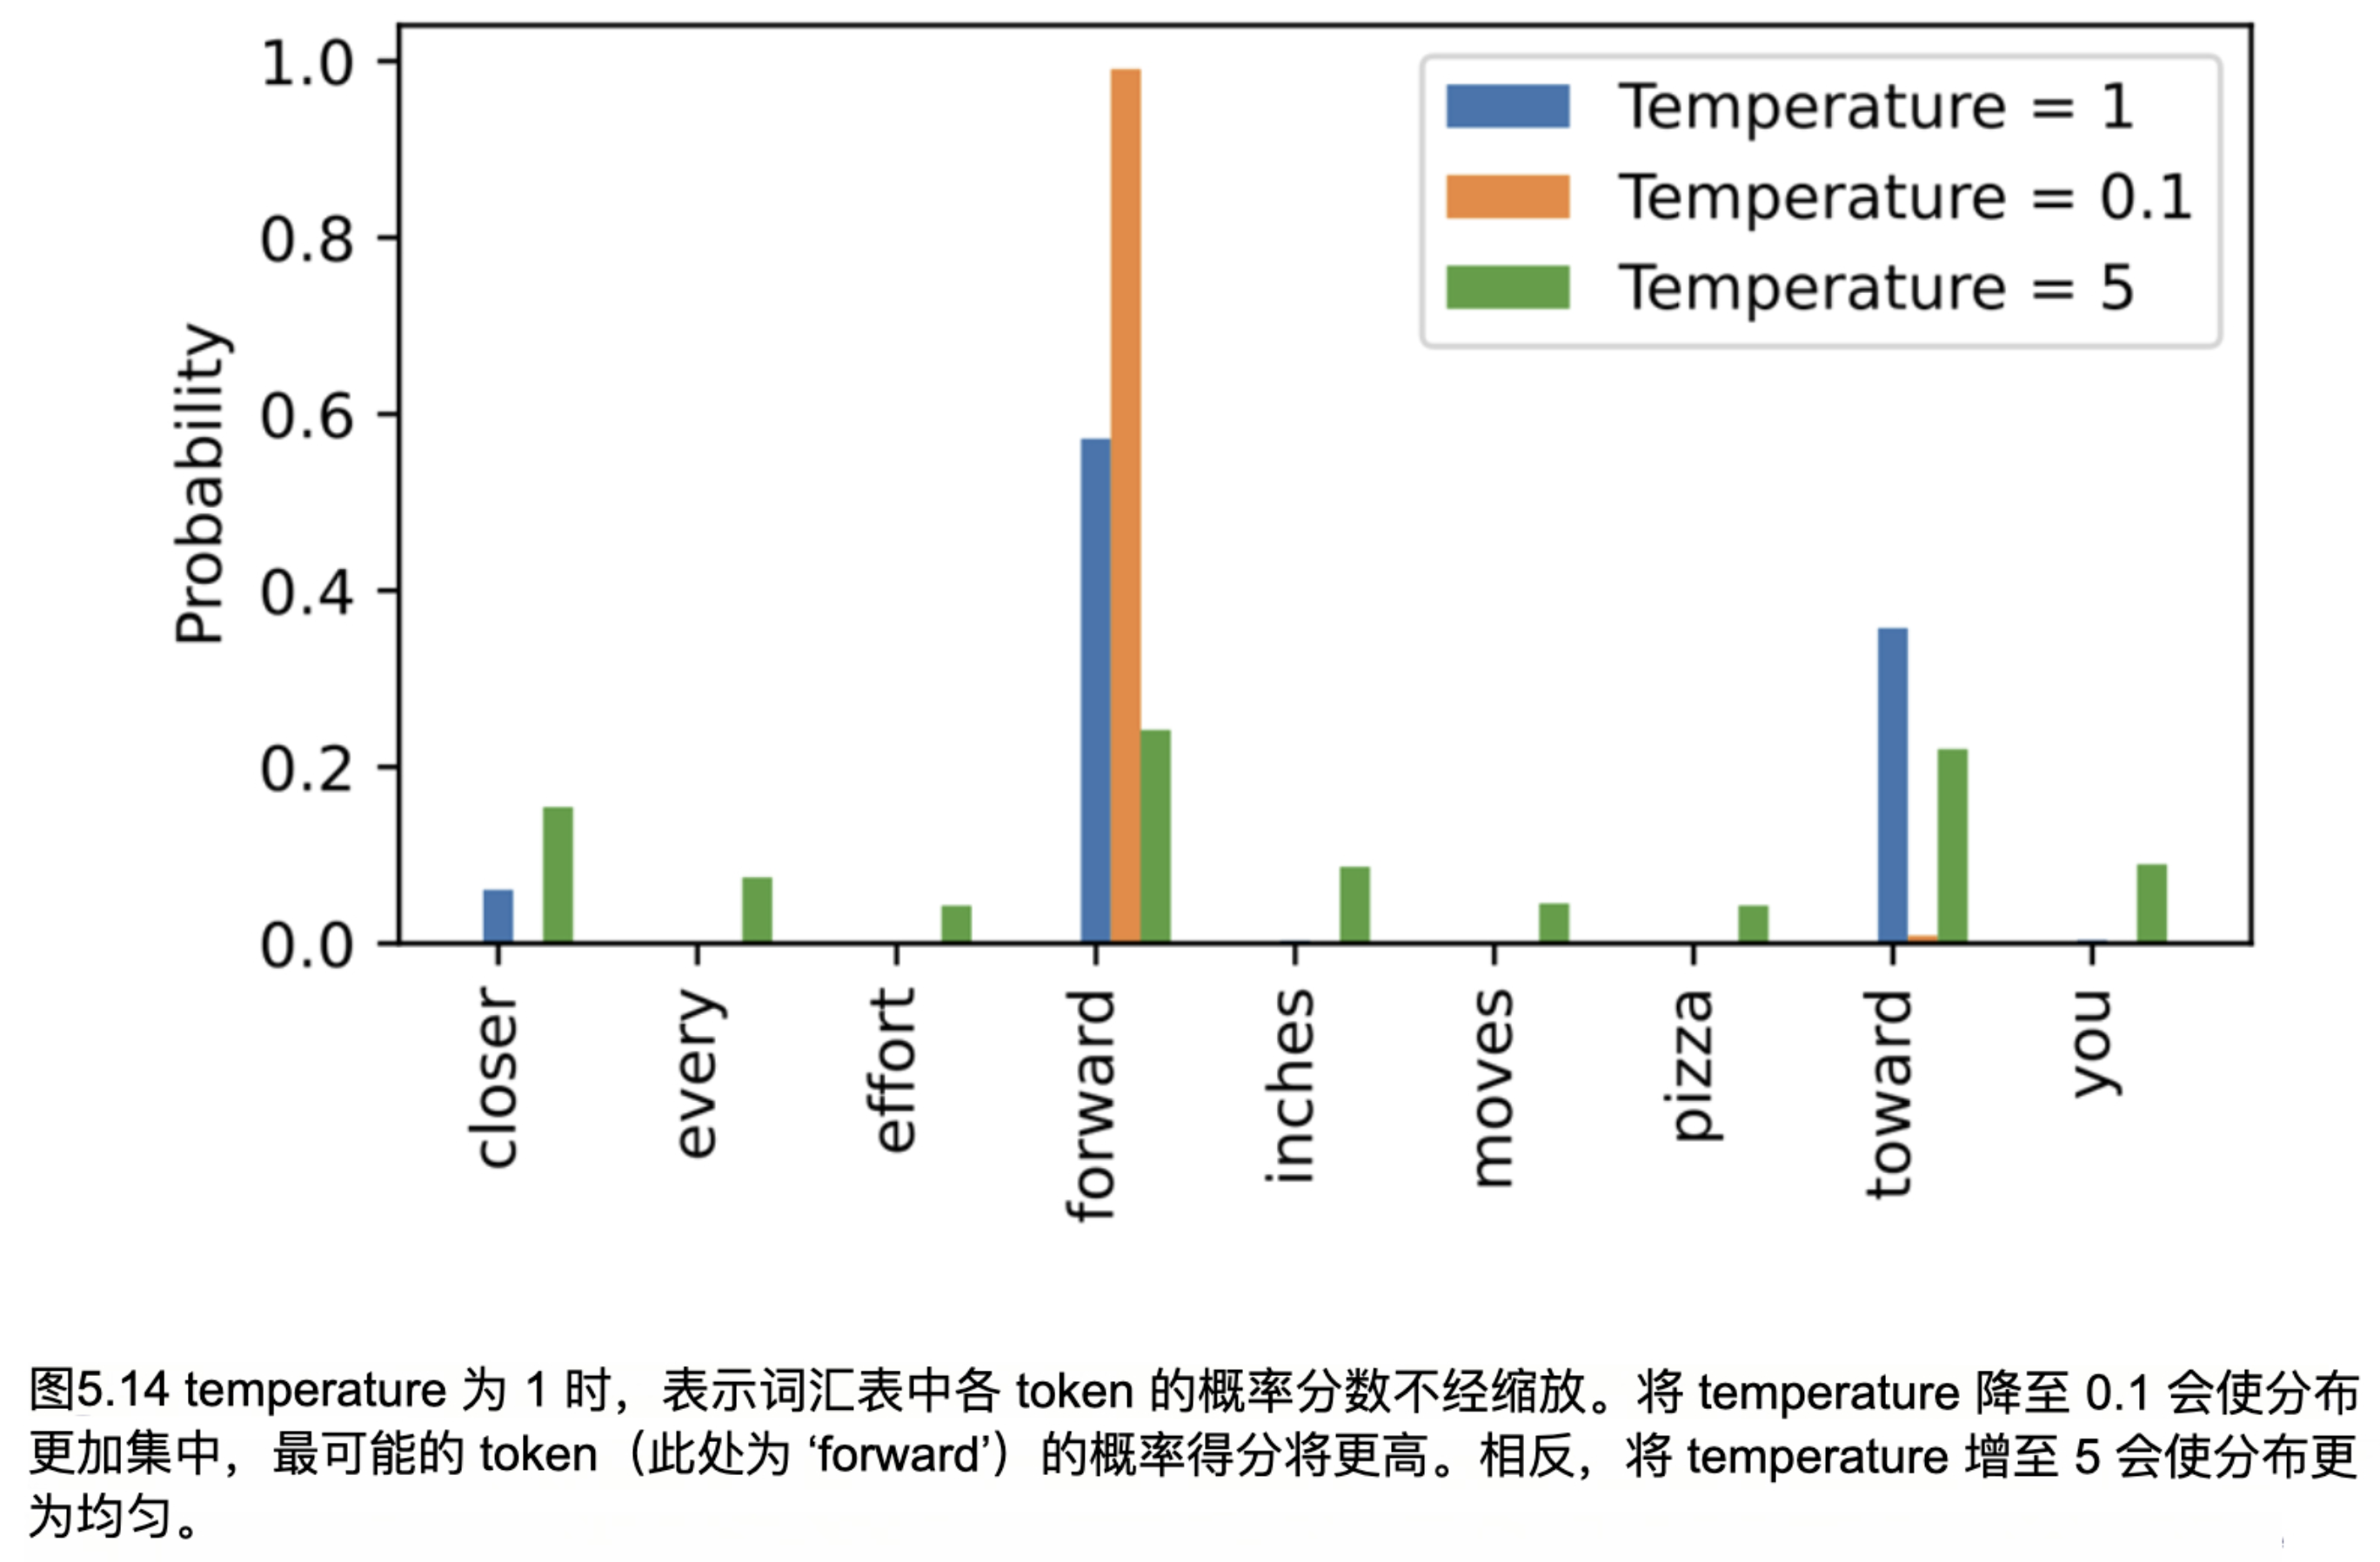 1.0
0.8
0.6
0.4
0.2
0.0
Probability
Temperature = 1
Temperature = 0.1
Temperature = 5
closer
every
effort
forward
inches
moves
pizza
toward
you
图5.14 temperature 为 1 时，表示词汇表中各 token 的概率分数不经缩放。将 temperature 降至 0.1 会使分布
更加集中，最可能的 token（此处为 ‘forward’）的概率得分将更高。相反，将 temperature 增至 5 会使分布更
为均匀。